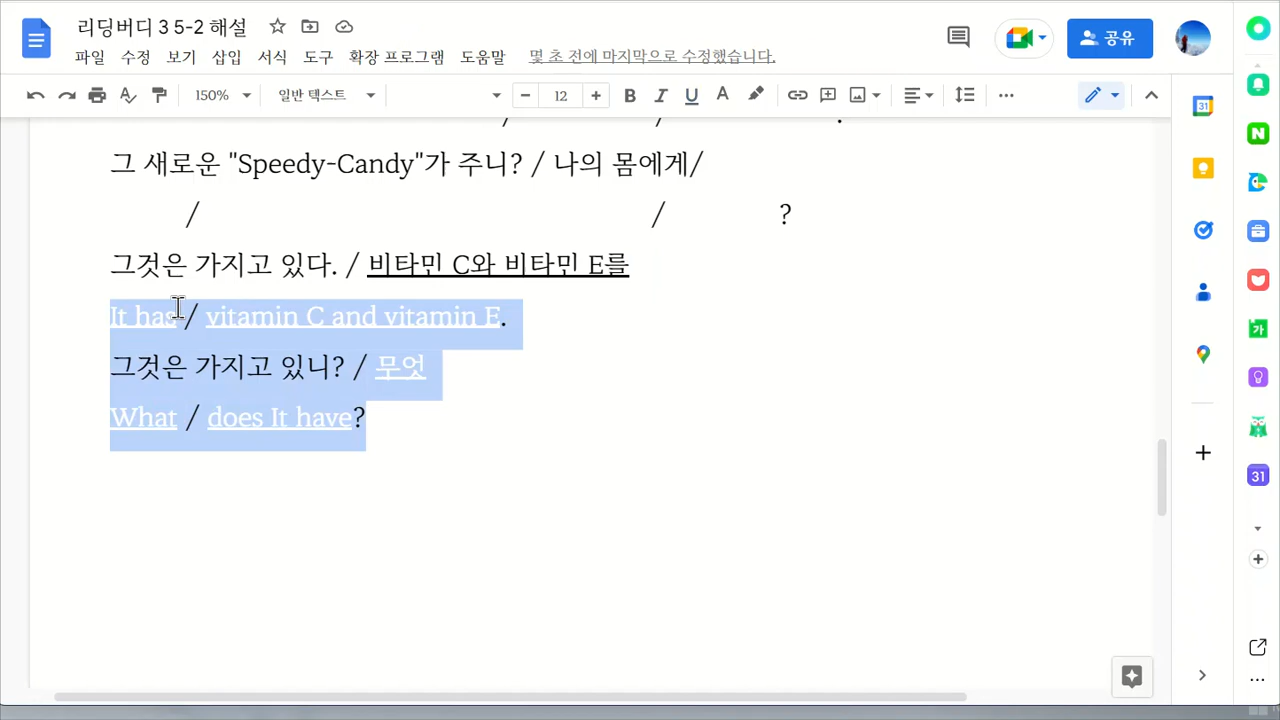 리딩버디 3 5-2 해설
파일 수정 보기 삽입 서식 도구 확장 프로그램 도움말 몇 초 전에 마지막으로 수정했습니다.
공유
150% 일반 텍스트 - 12 + B I U A ...
/ / .
그 새로운 "Speedy-Candy"가 주니? / 나의 몸에게/
/ / ?
그것은 가지고 있다. / 비타민 C와 비타민 E를
It has / vitamin C and vitamin E.
그것은 가지고 있니? / 무엇
What / does It have?
31
N
가
31